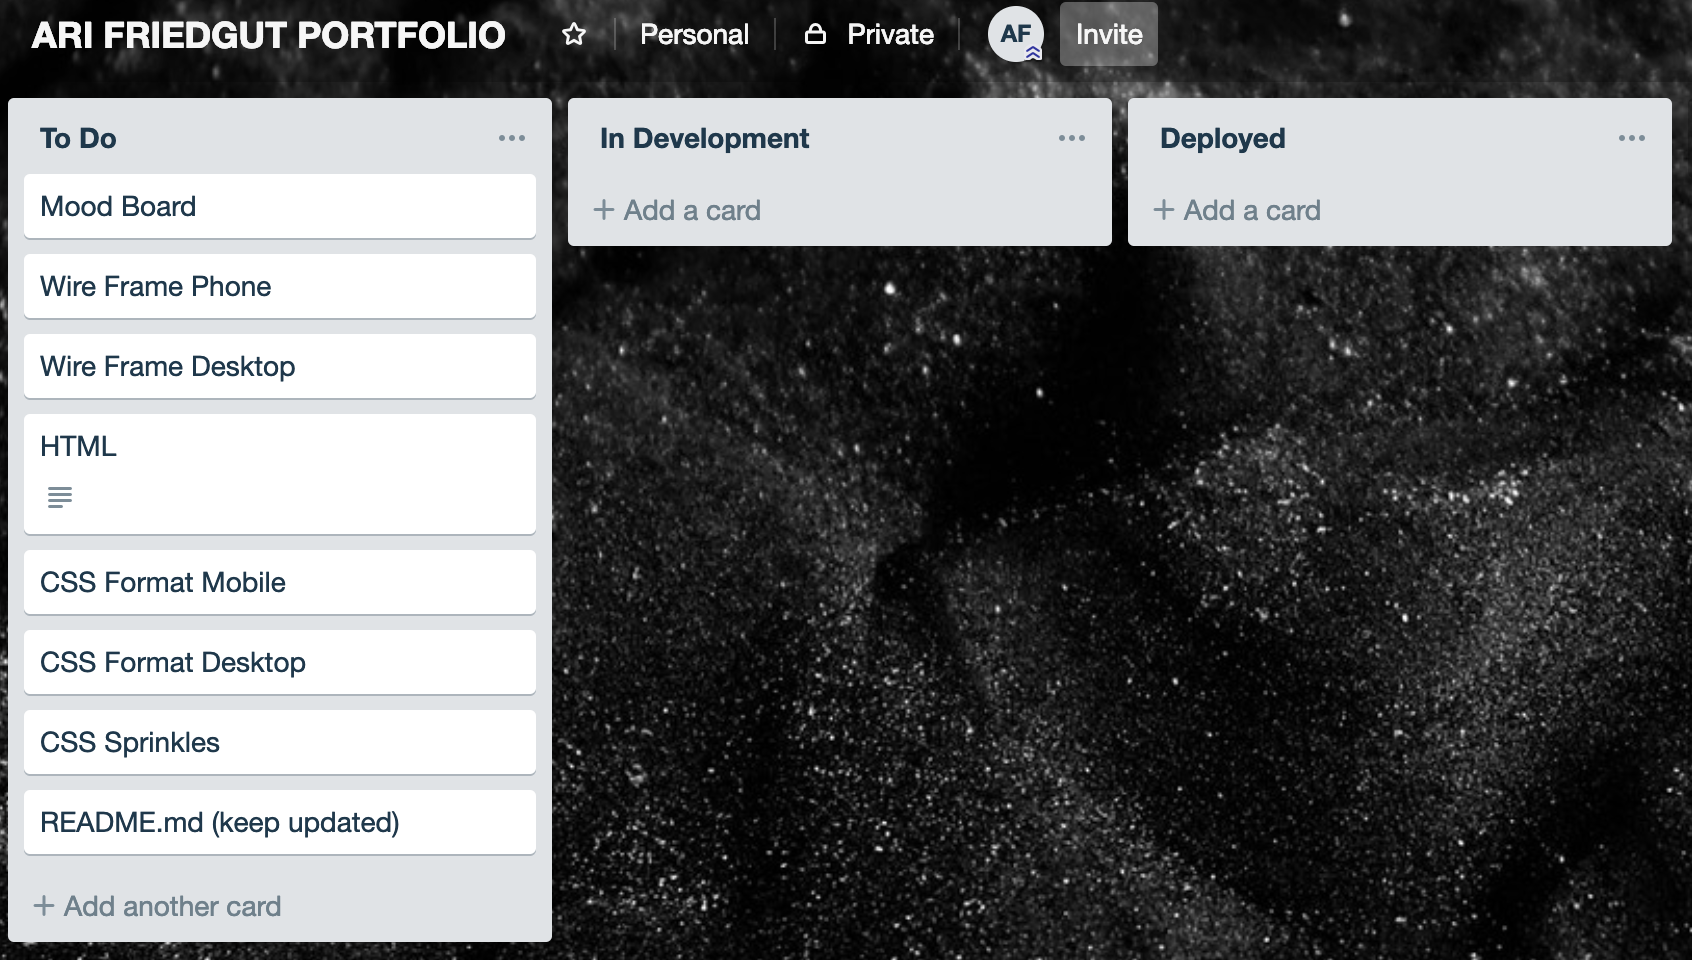 ARI FRIEDGUT PORTFOLIO Personal Private AF Invite
To Do
Mood Board
Wire Frame Phone
Wire Frame Desktop
HTML
CSS Format Mobile
CSS Format Desktop
CSS Sprinkles
README.md (keep updated)
+ Add another card
In Development
+ Add a card
Deployed
+ Add a card